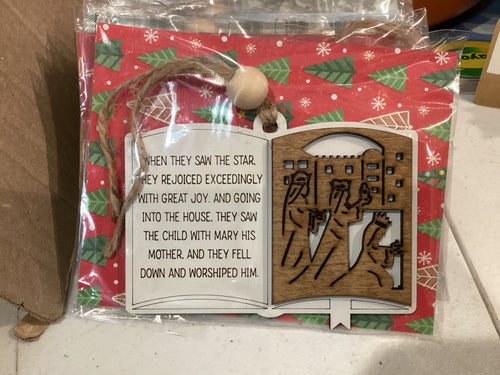 WHEN THEY SAW THE STAR,
THEY REJOICED EXCEEDINGLY
WITH GREAT JOY. AND GOING
INTO THE HOUSE, THEY SAW
THE CHILD WITH MARY HIS
MOTHER, AND THEY FELL
DOWN AND WORSHIPED HIM.